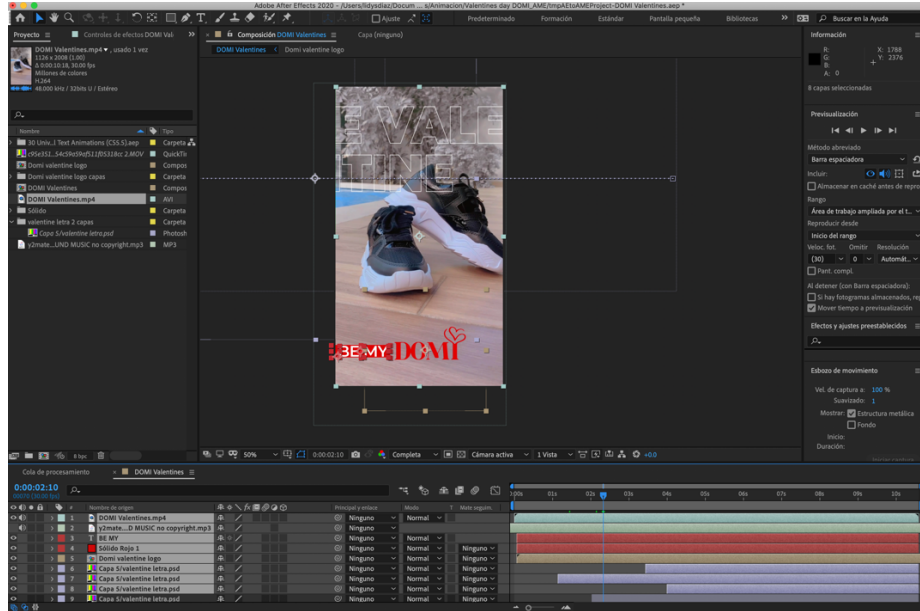 Adobe After Effects 2020 - /Users/lidysdiaz/Docum ... s/Animacion/Valentines day DOMI_AME/tmpAEtoAMEProject-DOMI Valentines.aep *
Ajuste
Predeterminado
Formación
Estándar
Pantalla pequeña
Bibliotecas
Buscar en la Ayuda
Proyecto
Controles de efectos DOMI Val
Composición DOMI Valentines
Capa (ninguno)
DOMI Valentines
Domi valentine logo
DOMI Valentines.mp4 , usado 1 vez
1126 x 2008 (1.00)
Δ 0:00:10:18, 30.00 fps
Millones de colores
H.264
48.000 kHz / 32bits U / Estéreo
Nombre
Tipo
30 Univ...l Text Animations (CS5.5).aep Carpeta
QuickTi
Domi valentine logo Compos
Domi valentine logo capas Carpeta
DOMI Valentines Compos
DOMI Valentines.mp4 AVI
Sólido Carpeta
valentine letra 2 capas Carpeta
Capa 5/valentine letra.psd Photosh
y2mate...UND MUSIC no copyright.mp3 MP3
8 bpc
E VALE
NTINE
BE MY DOMI
50%
0:00:02:10
Completa
Cámara activa
1 Vista
+0.0
Información
R:
G:
B:
A: 0
X: 1788
Y: 2376
8 capas seleccionadas
Previsualización
Método abreviado
Barra espaciadora
Incluir:
Almacenar en caché antes de repro
Rango
Área de trabajo ampliada por el t...
Reproducir desde
Inicio del rango
Veloc. fot. Omitir Resolución
(30) 0 Automát...
Pant. compl.
Al detener (con Barra espaciadora):
Si hay fotogramas almacenados, rep
Mover tiempo a previsualización
Efectos y ajustes preestablecidos
Esbozo de movimiento
Vel. de captura a: 100 %
Suavizado: 1
Mostrar: Estructura metálica
Fondo
Inicio:
Duración:
Cola de procesamiento
DOMI Valentines
0:00:02:10
Nombre de origen
Principal y enlace
Modo
T Mate seguim.
01s 02s 03s 04s 05s 06s 07s 08s 09s 10s
1 DOMI Valentines.mp4 Ninguno Normal
2 y2mate...D MUSIC no copyright.mp3 Ninguno
3 T BE MY Ninguno Normal
4 Sólido Rojo 1 Ninguno Normal Ninguno
5 Domi valentine logo Ninguno Normal Ninguno
6 Capa 5/valentine letra.psd Ninguno Normal Ninguno
7 Capa 5/valentine letra.psd Ninguno Normal Ninguno
8 Capa 5/valentine letra.psd Ninguno Normal Ninguno
9 Capa 5/valentine letra.psd Ninguno Normal Ninguno